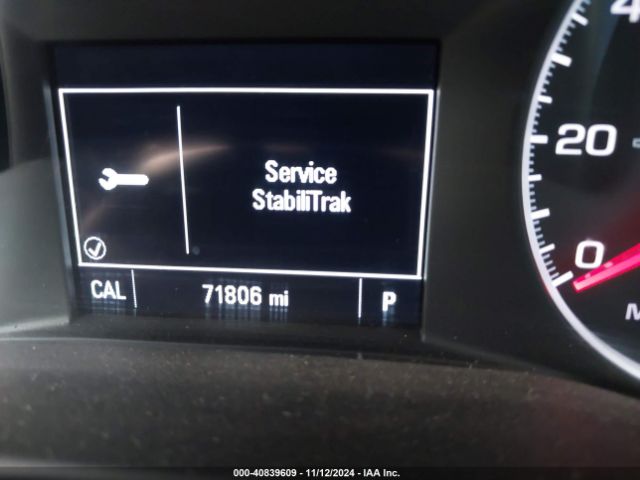 Service
StabiliTrak
CAL 71806 mi P
20
0
000-40839609 - 11/12/2024 - IAA Inc.